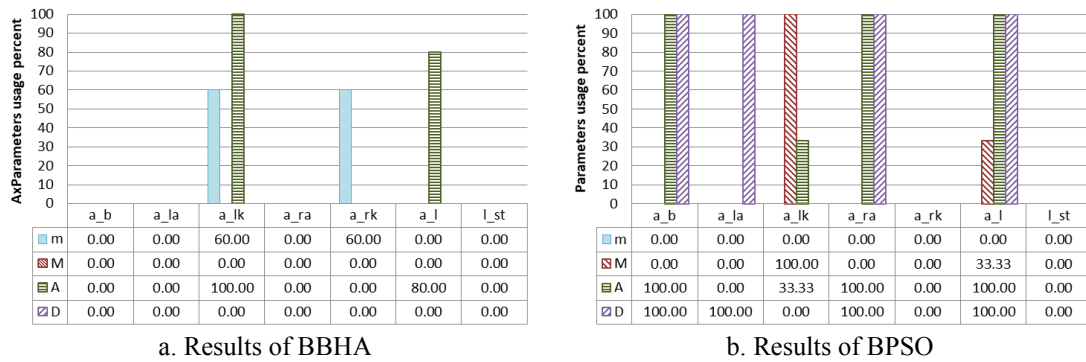 AxParameters usage percent
100
90
80
70
60
50
40
30
20
10
0
a_b a_la a_lk a_ra a_rk a_l l_st
m 0.00 0.00 60.00 0.00 60.00 0.00 0.00
M 0.00 0.00 0.00 0.00 0.00 0.00 0.00
A 0.00 0.00 100.00 0.00 0.00 80.00 0.00
D 0.00 0.00 0.00 0.00 0.00 0.00 0.00
a. Results of BBHA
Parameters usage percent
100
90
80
70
60
50
40
30
20
10
0
a_b a_la a_lk a_ra a_rk a_l l_st
m 0.00 0.00 0.00 0.00 0.00 0.00 0.00
M 0.00 0.00 100.00 0.00 0.00 33.33 0.00
A 100.00 0.00 33.33 100.00 0.00 100.00 0.00
D 100.00 100.00 0.00 100.00 0.00 100.00 0.00
b. Results of BPSO